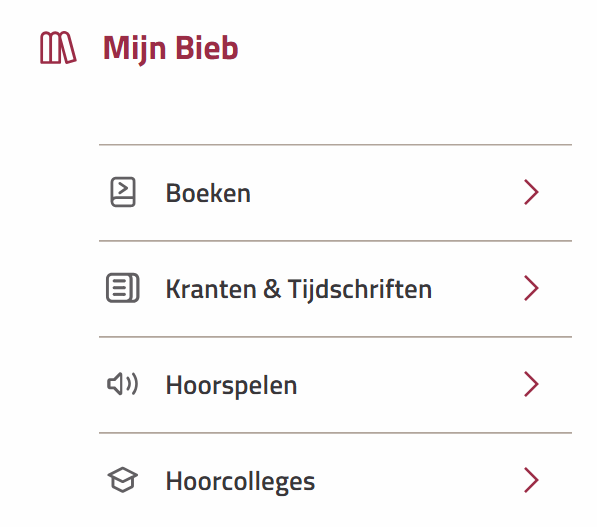 Mijn Bieb
Boeken
Kranten & Tijdschriften
Hoorspelen
Hoorcolleges